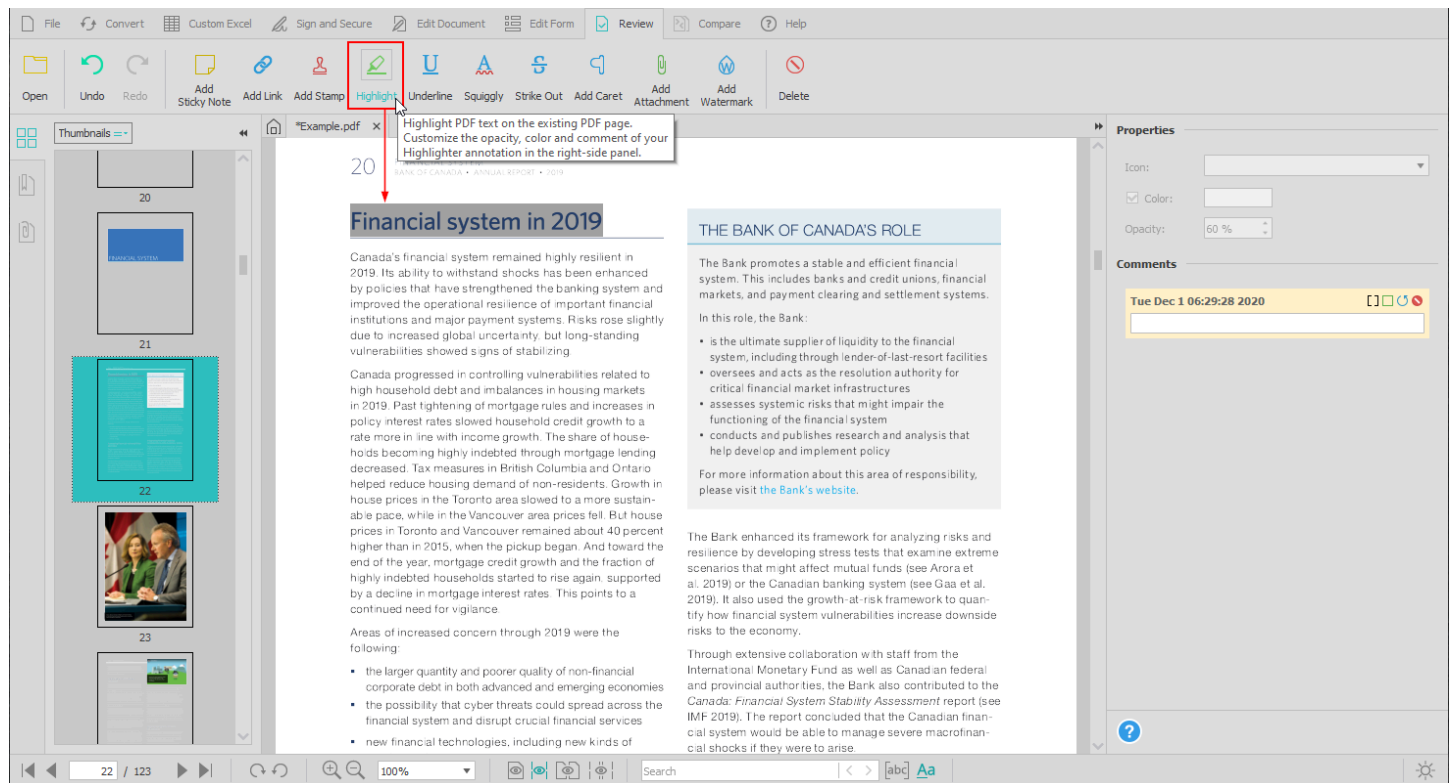 File Convert Custom Excel Sign and Secure Edit Document Edit Form Review Compare Help
Open Undo Redo Add Sticky Note Add Link Add Stamp Highlight Underline Squiggly Strike Out Add Caret Add Attachment Add Watermark Delete
Thumbnails
*Example.pdf
Highlight PDF text on the existing PDF page.
Customize the opacity, color and comment of your
Highlighter annotation in the right-side panel.
20
21
FINANCIAL SYSTEM
22
23
20
BANK OF CANADA • ANNUAL REPORT • 2019
Financial system in 2019
Canada's financial system remained highly resilient in
2019. Its ability to withstand shocks has been enhanced
by policies that have strengthened the banking system and
improved the operational resilience of important financial
institutions and major payment systems. Risks rose slightly
due to increased global uncertainty, but long-standing
vulnerabilities showed signs of stabilizing.
Canada progressed in controlling vulnerabilities related to
high household debt and imbalances in housing markets
in 2019. Past tightening of mortgage rules and increases in
policy interest rates slowed household credit growth to a
rate more in line with income growth. The share of house-
holds becoming highly indebted through mortgage lending
decreased. Tax measures in British Columbia and Ontario
helped reduce housing demand of non-residents. Growth in
house prices in the Toronto area slowed to a more sustain-
able pace, while in the Vancouver area prices fell. But house
prices in Toronto and Vancouver remained about 40 percent
higher than in 2015, when the pickup began. And toward the
end of the year, mortgage credit growth and the fraction of
highly indebted households started to rise again, supported
by a decline in mortgage interest rates. This points to a
continued need for vigilance.
Areas of increased concern through 2019 were the
following:
▪ the larger quantity and poorer quality of non-financial
corporate debt in both advanced and emerging economies
▪ the possibility that cyber threats could spread across the
financial system and disrupt crucial financial services
▪ new financial technologies, including new kinds of
THE BANK OF CANADA'S ROLE
The Bank promotes a stable and efficient financial
system. This includes banks and credit unions, financial
markets, and payment clearing and settlement systems.
In this role, the Bank:
• is the ultimate supplier of liquidity to the financial
system, including through lender-of-last-resort facilities
• oversees and acts as the resolution authority for
critical financial market infrastructures
• assesses systemic risks that might impair the
functioning of the financial system
• conducts and publishes research and analysis that
help develop and implement policy
For more information about this area of responsibility,
please visit the Bank's website.
The Bank enhanced its framework for analyzing risks and
resilience by developing stress tests that examine extreme
scenarios that might affect mutual funds (see Arora et
al. 2019) or the Canadian banking system (see Gaa et al.
2019). It also used the growth-at-risk framework to quan-
tify how financial system vulnerabilities increase downside
risks to the economy.
Through extensive collaboration with staff from the
International Monetary Fund as well as Canadian federal
and provincial authorities, the Bank also contributed to the
Canada: Financial System Stability Assessment report (see
IMF 2019). The report concluded that the Canadian finan-
cial system would be able to manage severe macrofinan-
cial shocks if they were to arise.
Properties
Icon:
Color:
Opacity: 60 %
Comments
Tue Dec 1 06:29:28 2020
22 / 123 100% Search [abc] Aa